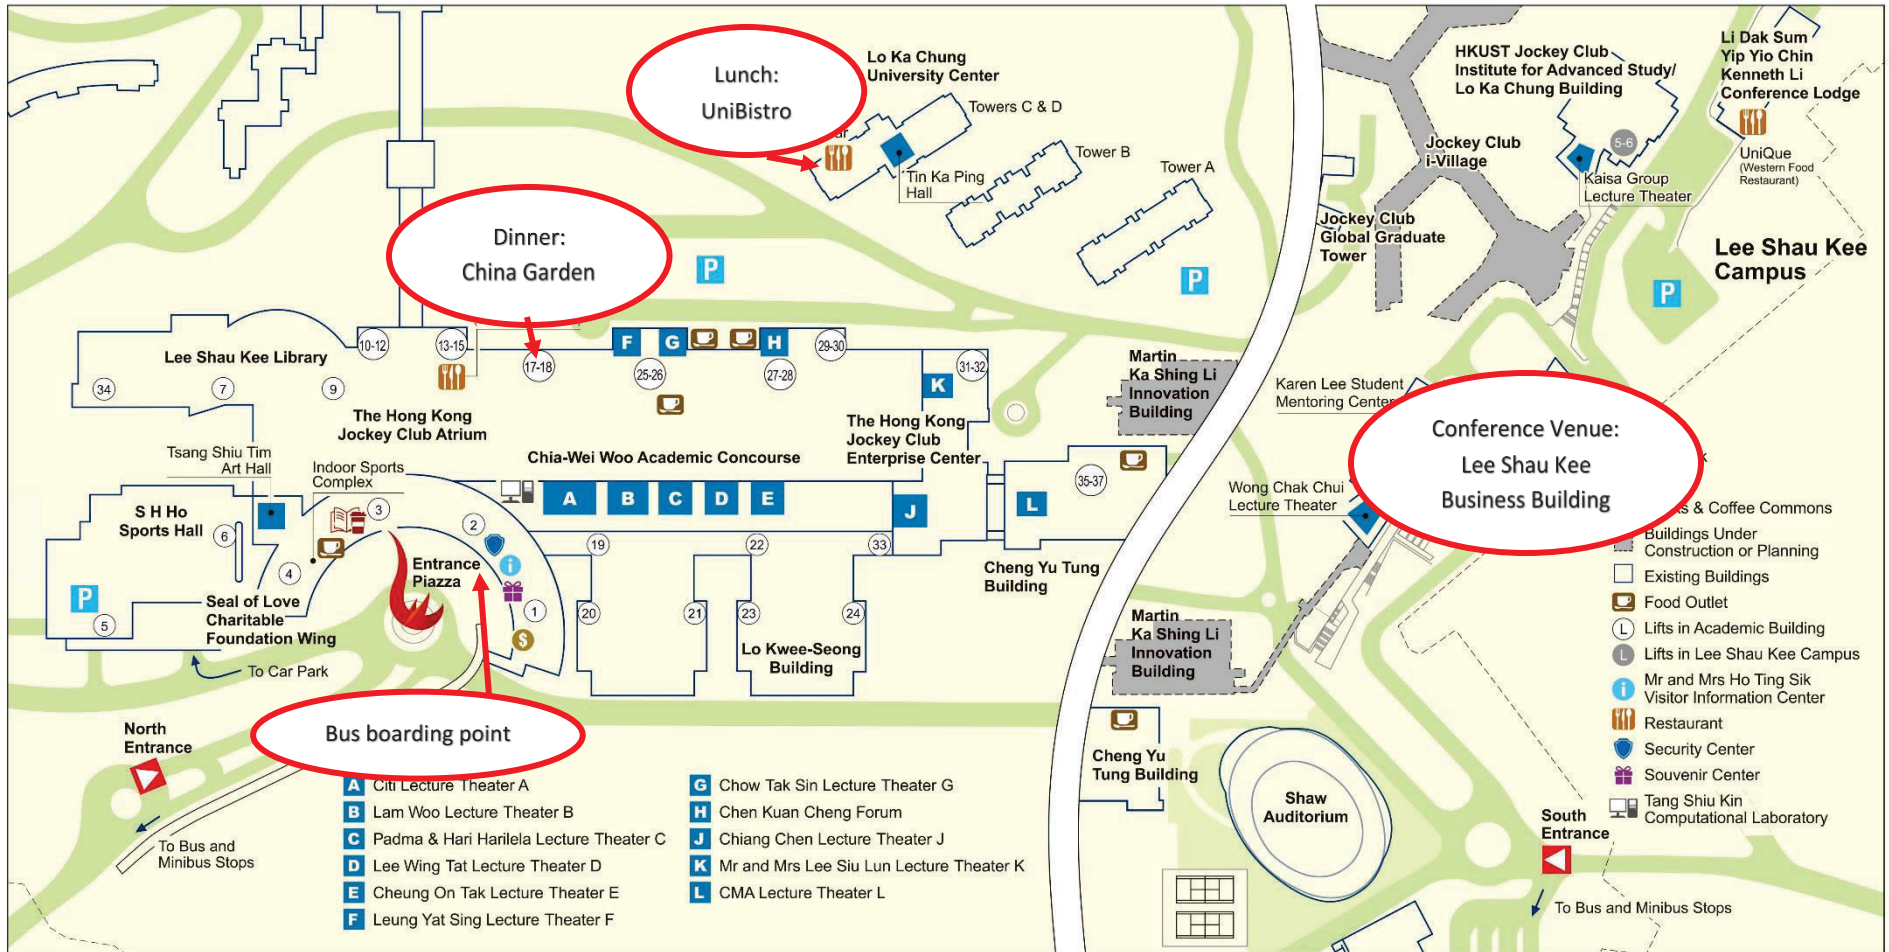 Lunch:
UniBistro
Lo Ka Chung
University Center
Towers C & D
Tower B
Tower A
Tin Ka Ping
Hall
HKUST Jockey Club
Institute for Advanced Study/
Lo Ka Chung Building
Li Dak Sum
Yip Yio Chin
Kenneth Li
Conference Lodge
5-6
Jockey Club
i-Village
UniQue
(Western Food
Restaurant)
Kaisa Group
Lecture Theater
Jockey Club
Global Graduate
Tower
Lee Shau Kee
Campus
P
P
P
Dinner:
China Garden
10-12
13-15
17-18
F
G
H
25-26
27-28
29-30
31-32
K
Lee Shau Kee Library
34
7
9
The Hong Kong
Jockey Club Atrium
The Hong Kong
Jockey Club
Enterprise Center
Martin
Ka Shing Li
Innovation
Building
Karen Lee Student
Mentoring Center
Conference Venue:
Lee Shau Kee
Business Building
k
Tsang Shiu Tim
Art Hall
Indoor Sports
Complex
Chia-Wei Woo Academic Concourse
A
B
C
D
E
J
L
35-37
Wong Chak Chui
Lecture Theater
S H Ho
Sports Hall
6
3
2
4
i
1
$
Entrance
Piazza
19
22
33
20
21
23
24
Cheng Yu Tung
Building
P
5
Seal of Love
Charitable
Foundation Wing
To Car Park
Lo Kwee-Seong
Building
Martin
Ka Shing Li
Innovation
Building
& Coffee Commons
Buildings Under
Construction or Planning
Existing Buildings
Food Outlet
L Lifts in Academic Building
L Lifts in Lee Shau Kee Campus
i Mr and Mrs Ho Ting Sik
Visitor Information Center
Restaurant
Security Center
Souvenir Center
Tang Shiu Kin
Computational Laboratory
Bus boarding point
North
Entrance
To Bus and
Minibus Stops
A Citi Lecture Theater A
B Lam Woo Lecture Theater B
C Padma & Hari Harilela Lecture Theater C
D Lee Wing Tat Lecture Theater D
E Cheung On Tak Lecture Theater E
F Leung Yat Sing Lecture Theater F
G Chow Tak Sin Lecture Theater G
H Chen Kuan Cheng Forum
J Chiang Chen Lecture Theater J
K Mr and Mrs Lee Siu Lun Lecture Theater K
L CMA Lecture Theater L
Cheng Yu
Tung Building
Shaw
Auditorium
South
Entrance
To Bus and Minibus Stops